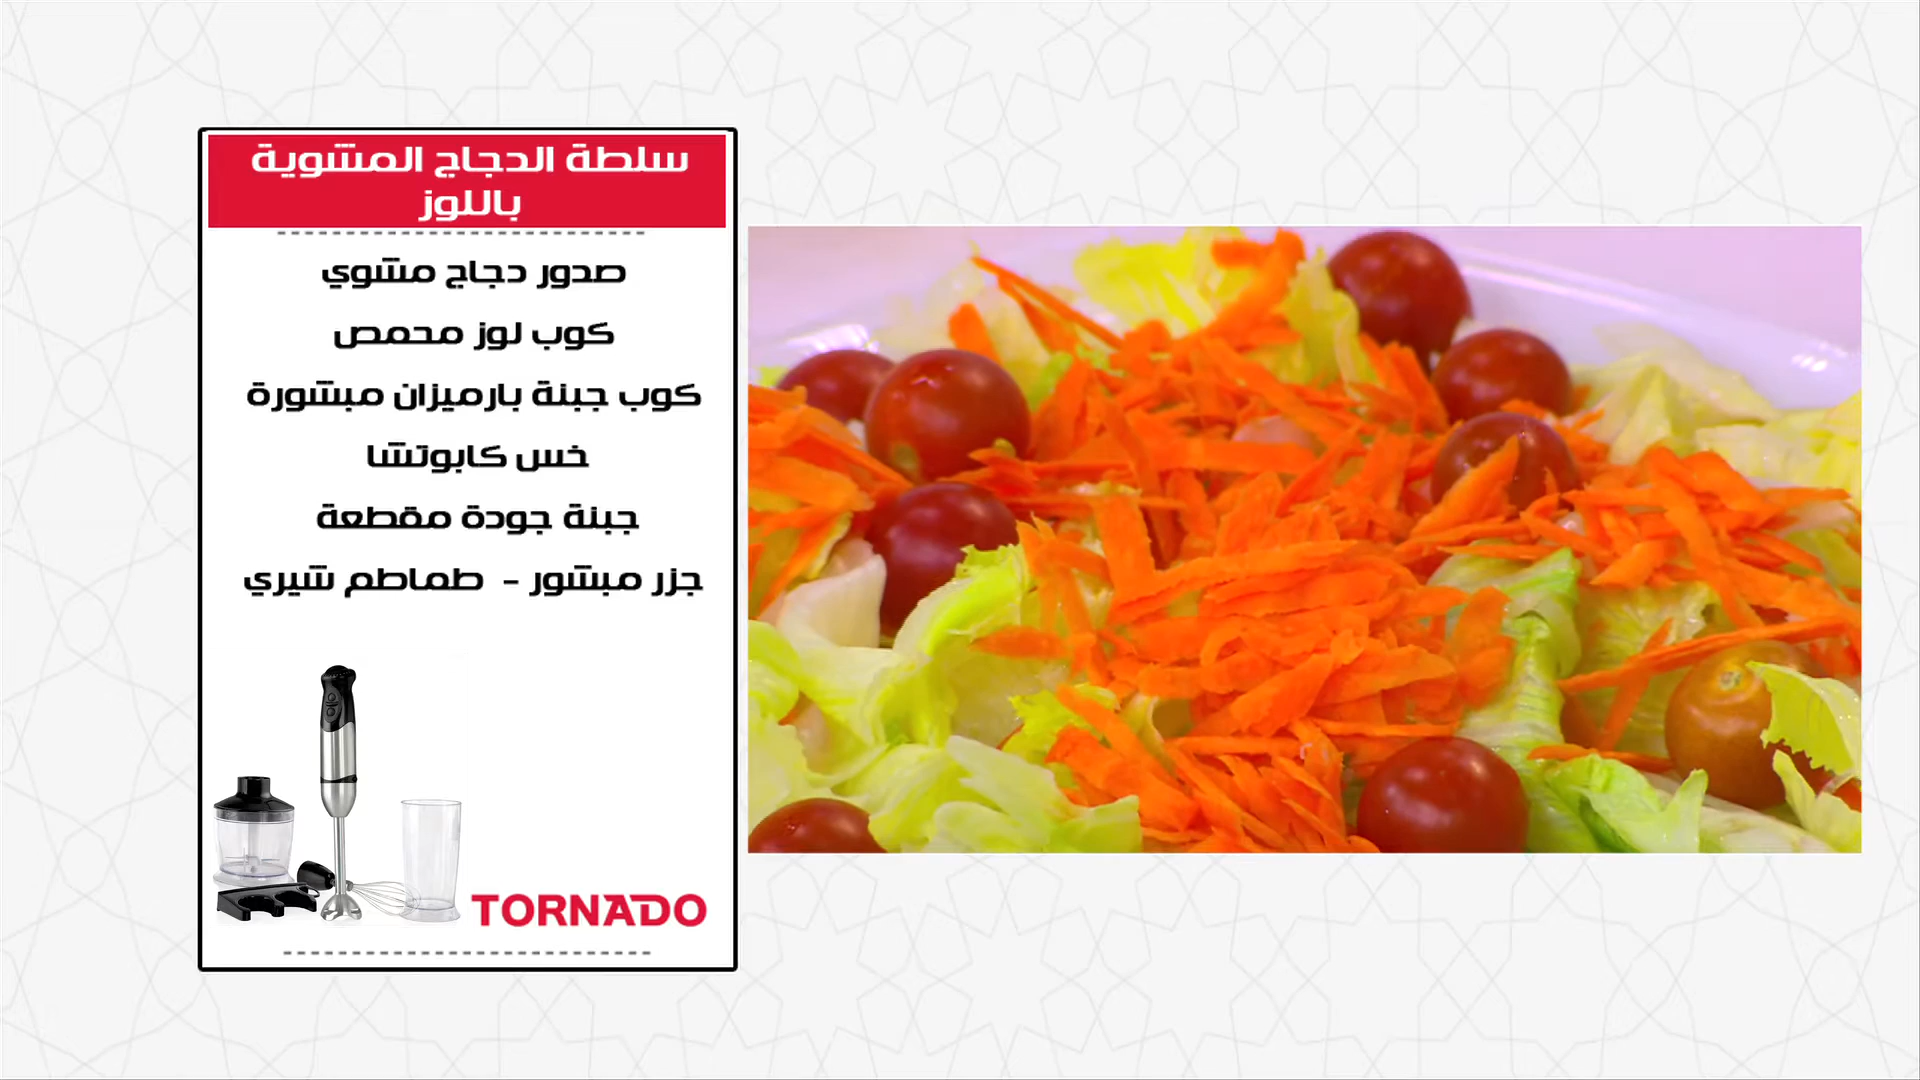 سلطة الدجاج المشوية
باللوز
صدور دجاج مشوي
كوب لوز محمص
كوب جبنة بارميزان مبشورة
خس كابوتشا
جبنة جودة مقطعة
جزر مبشور - طماطم شيري
TORNADO